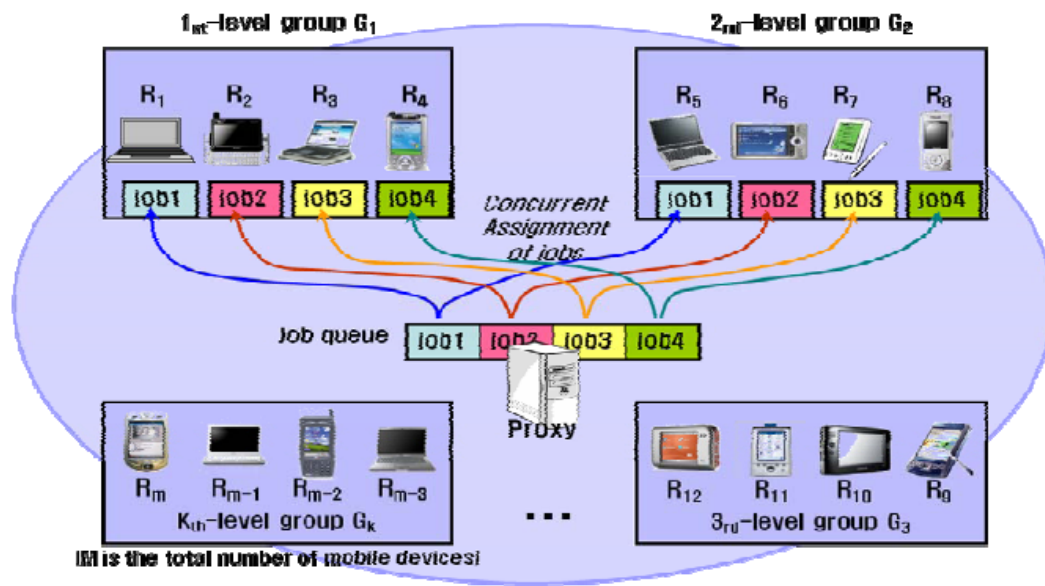 1st-level group G1
2nd-level group G2
R1 R2 R3 R4
R5 R6 R7 R8
job1 job2 job3 job4
job1 job2 job3 job4
Concurrent
Assignment
of jobs
Job queue
job1 job2 job3 job4
Proxy
Rm Rm-1 Rm-2 Rm-3
Kth-level group Gk
...
R12 R11 R10 R9
3rd-level group G3
|M is the total number of mobile devices|